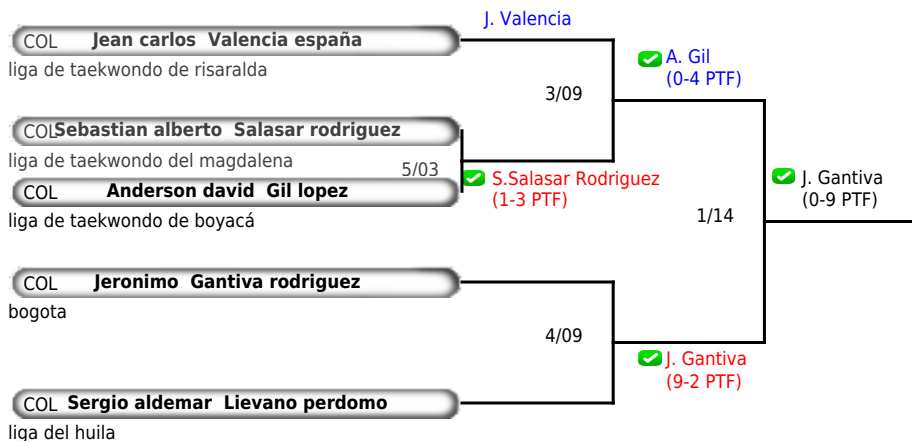 J. Valencia
COL Jean carlos Valencia españa
liga de taekwondo de risaralda
A. Gil
(0-4 PTF)
3/09
COL Sebastian alberto Salasar rodriguez
liga de taekwondo del magdalena
5/03
S.Salasar Rodriguez
(1-3 PTF)
COL Anderson david Gil lopez
liga de taekwondo de boyacá
J. Gantiva
(0-9 PTF)
1/14
COL Jeronimo Gantiva rodriguez
bogota
4/09
J. Gantiva
(9-2 PTF)
COL Sergio aldemar Lievano perdomo
liga del huila